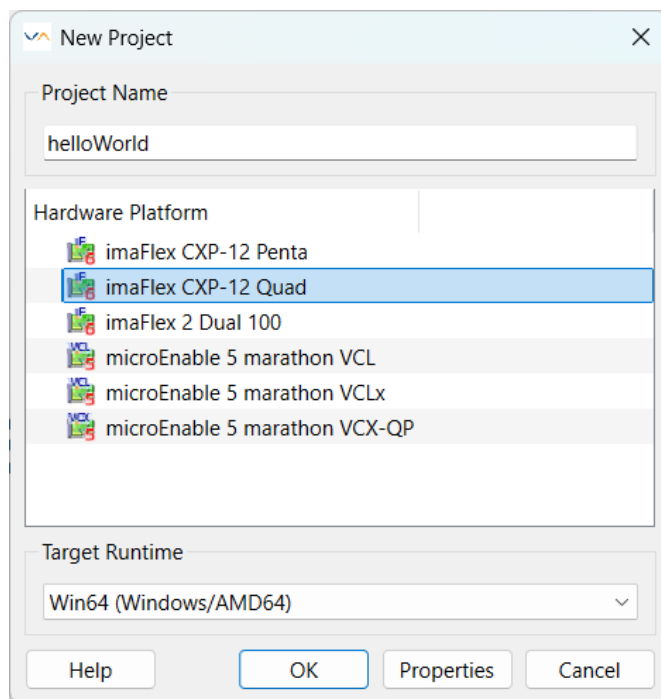 New Project
Project Name
helloWorld
Hardware Platform
imaFlex CXP-12 Penta
imaFlex CXP-12 Quad
imaFlex 2 Dual 100
microEnable 5 marathon VCL
microEnable 5 marathon VCLx
microEnable 5 marathon VCX-QP
Target Runtime
Win64 (Windows/AMD64)
Help OK Properties Cancel